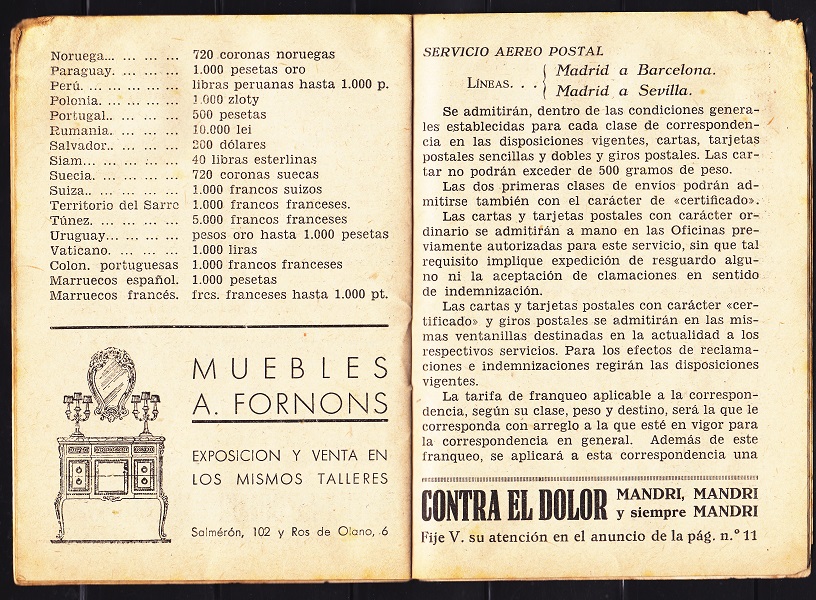 Noruega... ... ... ... 720 coronas noruegas
Paraguay. ... ... ... 1.000 pesetas oro
Perú. ... ... ... ... ... libras peruanas hasta 1.000 p.
Polonia. ... ... ... ... 1.000 zloty
Portugal.. ... ... ... 500 pesetas
Rumania. ... ... ... 10.000 lei
Salvador.. ... ... ... 200 dólares
Siam... ... ... ... ... 40 libras esterlinas
Suecia. ... ... ... ... 720 coronas suecas
Suiza.. ... ... ... ... 1.000 francos suizos
Territorio del Sarre 1.000 francos franceses.
Túnez. ... ... ... ... 5.000 francos franceses
Uruguay... ... ... ... pesos oro hasta 1.000 pesetas
Vaticano. ... ... ... 1.000 liras
Colon. portuguesas 1.000 francos franceses
Marruecos español. 1.000 pesetas
Marruecos francés. frcs. franceses hasta 1.000 pt.
MUEBLES
A. FORNONS
EXPOSICION Y VENTA EN
LOS MISMOS TALLERES
Salmerón, 102 y Ros de Olano, 6
SERVICIO AEREO POSTAL
LÍNEAS. . . { Madrid a Barcelona.
Madrid a Sevilla.
Se admitirán, dentro de las condiciones genera-
les establecidas para cada clase de corresponden-
cia en las disposiciones vigentes, cartas, tarjetas
postales sencillas y dobles y giros postales. Las car-
tar no podrán exceder de 500 gramos de peso.
Las dos primeras clases de envíos podrán ad-
mitirse también con el carácter de «certificado».
Las cartas y tarjetas postales con carácter or-
dinario se admitirán a mano en las Oficinas pre-
viamente autorizadas para este servicio, sin que tal
requisito implique expedición de resguardo algu-
no ni la aceptación de clamaciones en sentido
de indemnización.
Las cartas y tarjetas postales con carácter «cer-
tificado» y giros postales se admitirán en las mis-
mas ventanillas destinadas en la actualidad a los
respectivos servicios. Para los efectos de reclama-
ciones e indemnizaciones regirán las disposiciones
vigentes.
La tarifa de franqueo aplicable a la correspon-
dencia, según su clase, peso y destino, será la que le
corresponda con arreglo a la que esté en vigor para
la correspondencia en general. Además de este
franqueo, se aplicará a esta correspondencia una
CONTRA EL DOLOR MANDRI, MANDRI
y siempre MANDRI
Fije V. su atención en el anuncio de la pág. n.° 11